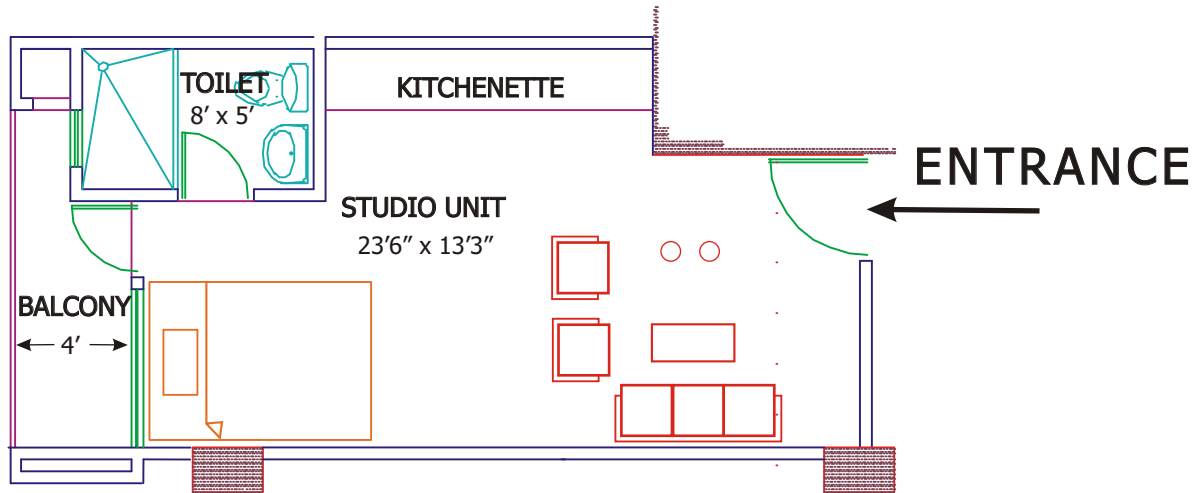 TOILET
8’ x 5’
KITCHENETTE
ENTRANCE
STUDIO UNIT
23’6” x 13’3”
BALCONY
4’